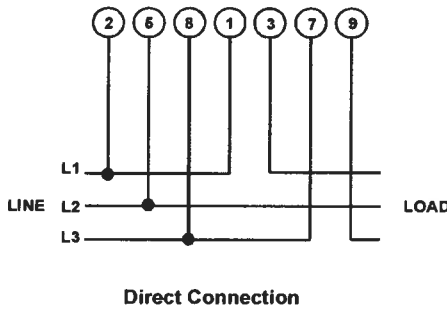 2 5 8 1 3 7 9
L1
LINE L2 LOAD
L3
Direct Connection